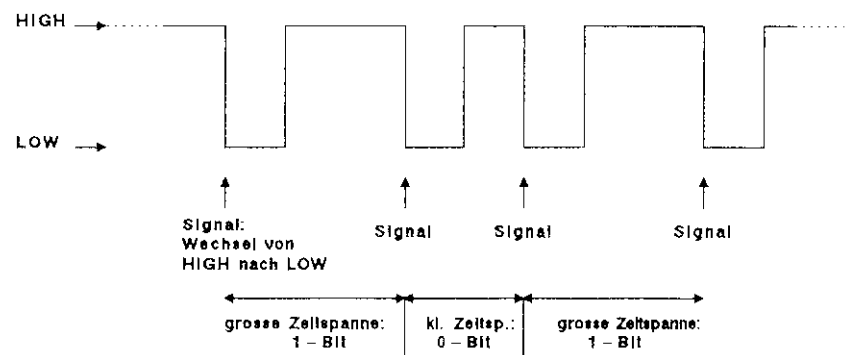 HIGH
LOW
Signal:
Wechsel von
HIGH nach LOW
Signal
Signal
Signal
grosse Zeitspanne:
1 – Bit
kl. Zeitsp.:
0 – Bit
grosse Zeitspanne:
1 – Bit